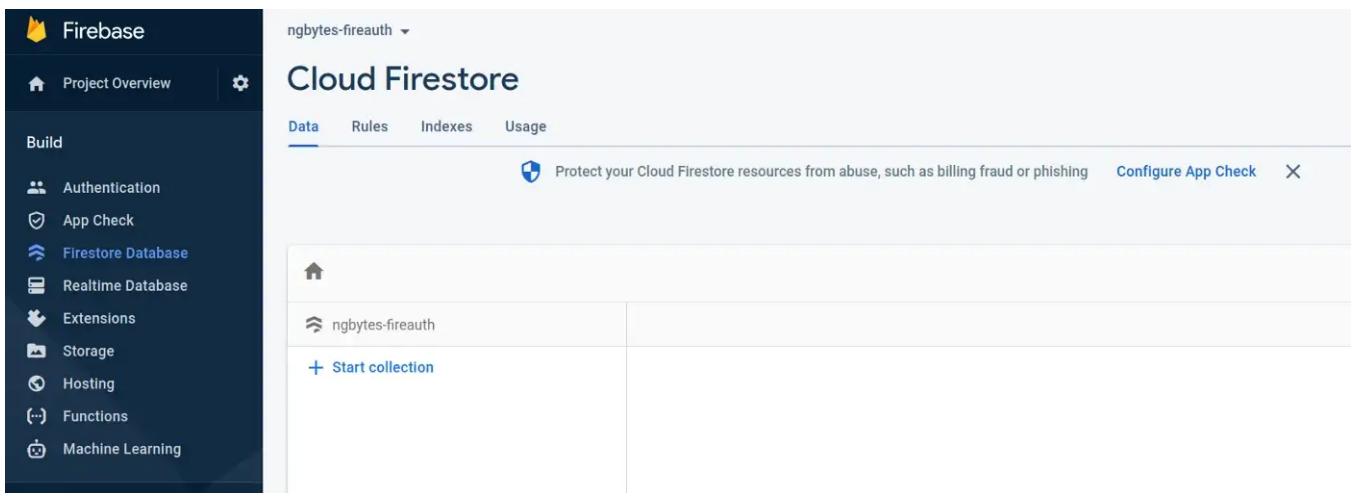 Firebase
Project Overview
Build
Authentication
App Check
Firestore Database
Realtime Database
Extensions
Storage
Hosting
Functions
Machine Learning
ngbytes-fireauth
Cloud Firestore
Data Rules Indexes Usage
Protect your Cloud Firestore resources from abuse, such as billing fraud or phishing Configure App Check
ngbytes-fireauth
+ Start collection